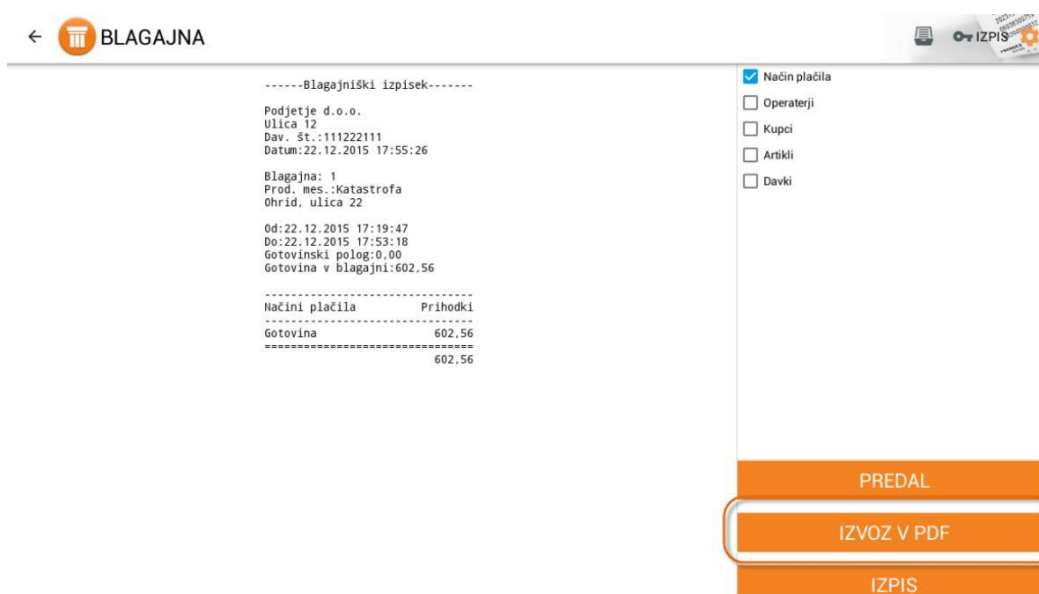 BLAGAJNA
IZPIS
------Blagajniški izpisek-------
Podjetje d.o.o.
Ulica 12
Dav. št.:111222111
Datum:22.12.2015 17:55:26
Blagajna: 1
Prod. mes.:Katastrofa
Ohrid, ulica 22
Od:22.12.2015 17:19:47
Do:22.12.2015 17:53:18
Gotovinski polog:0,00
Gotovina v blagajni:602,56
--------------------------------
Načini plačila Prihodki
--------------------------------
Gotovina 602,56
================================
602,56
Način plačila
Operaterji
Kupci
Artikli
Davki
PREDAL
IZVOZ V PDF
IZPIS